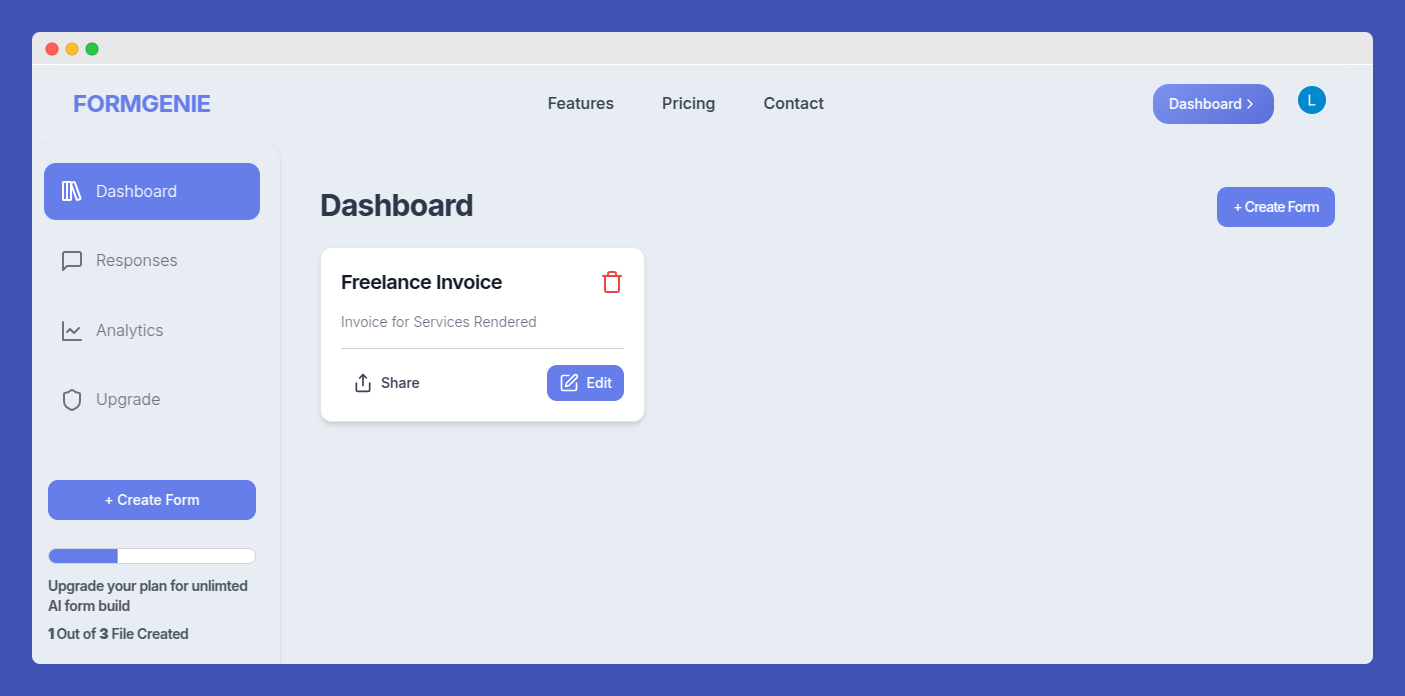 FORMGENIE
Features
Pricing
Contact
Dashboard
L
Dashboard
Responses
Analytics
Upgrade
+ Create Form
Upgrade your plan for unlimted
AI form build
1 Out of 3 File Created
Dashboard
+ Create Form
Freelance Invoice
Invoice for Services Rendered
Share
Edit